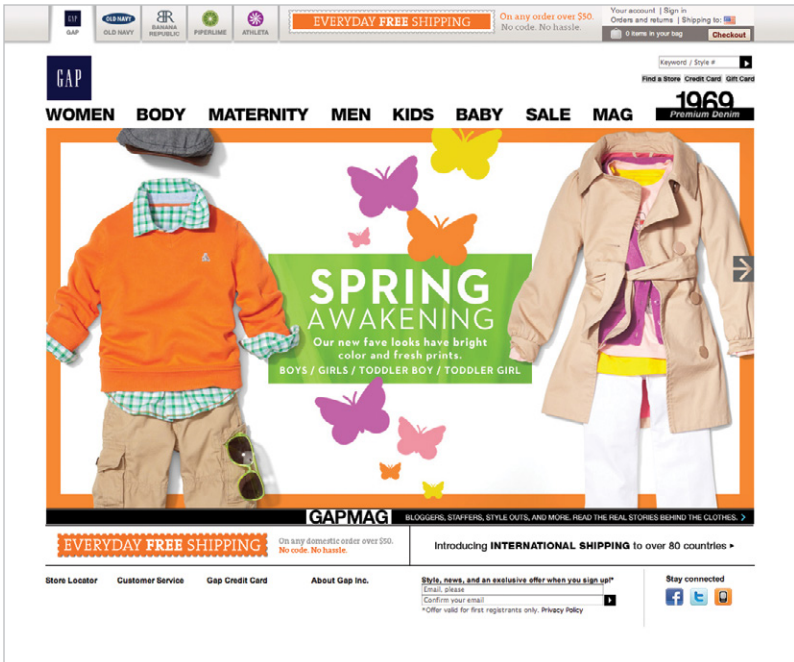 GAP
GAP
OLD NAVY
OLD NAVY
BR
BANANA
REPUBLIC
PIPERLIME
ATHLETA
EVERYDAY FREE SHIPPING
On any order over $50.
No code. No hassle.
Your account | Sign in
Orders and returns | Shipping to:
0 items in your bag
Checkout
GAP
Keyword / Style #
Find a Store Credit Card Gift Card
WOMEN BODY MATERNITY MEN KIDS BABY SALE MAG
1969
Premium Denim
SPRING
AWAKENING
Our new fave looks have bright
color and fresh prints.
BOYS / GIRLS / TODDLER BOY / TODDLER GIRL
GAPMAG
BLOGGERS, STAFFERS, STYLE OUTS, AND MORE. READ THE REAL STORIES BEHIND THE CLOTHES. >
EVERYDAY FREE SHIPPING
On any domestic order over $50.
No code. No hassle.
Introducing INTERNATIONAL SHIPPING to over 80 countries ▸
Store Locator
Customer Service
Gap Credit Card
About Gap Inc.
Style, news, and an exclusive offer when you sign up!*
Email, please
Confirm your email
*Offer valid for first registrants only. Privacy Policy
Stay connected